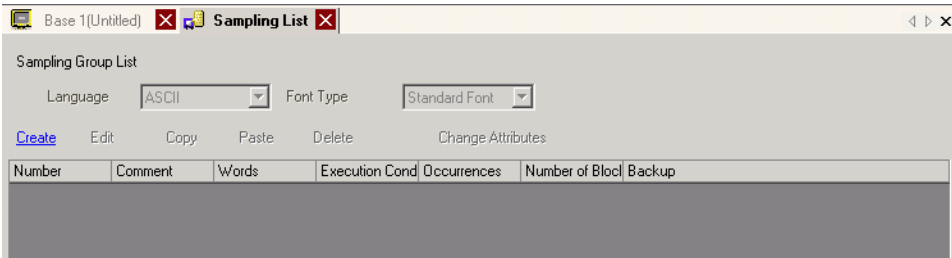 Base 1(Untitled) Sampling List
Sampling Group List
Language ASCII Font Type Standard Font
Create Edit Copy Paste Delete Change Attributes
Number Comment Words Execution Cond Occurrences Number of Blocl Backup